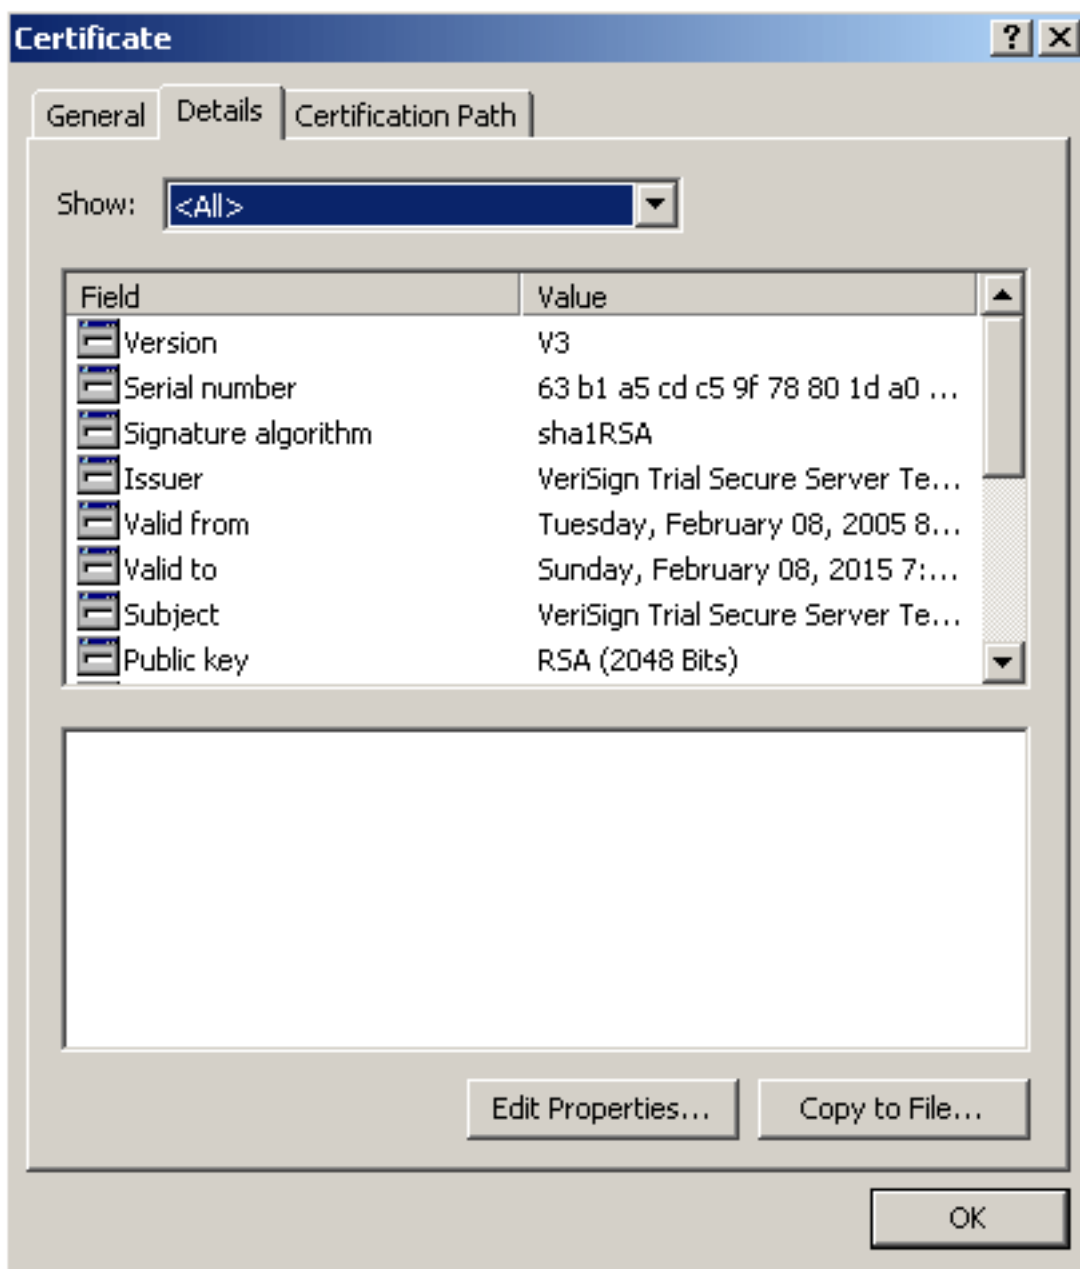 Certificate
General Details Certification Path
Show: <All>
Field Value
Version V3
Serial number 63 b1 a5 cd c5 9f 78 80 1d a0 ...
Signature algorithm sha1RSA
Issuer VeriSign Trial Secure Server Te...
Valid from Tuesday, February 08, 2005 8...
Valid to Sunday, February 08, 2015 7:...
Subject VeriSign Trial Secure Server Te...
Public key RSA (2048 Bits)
Edit Properties... Copy to File...
OK